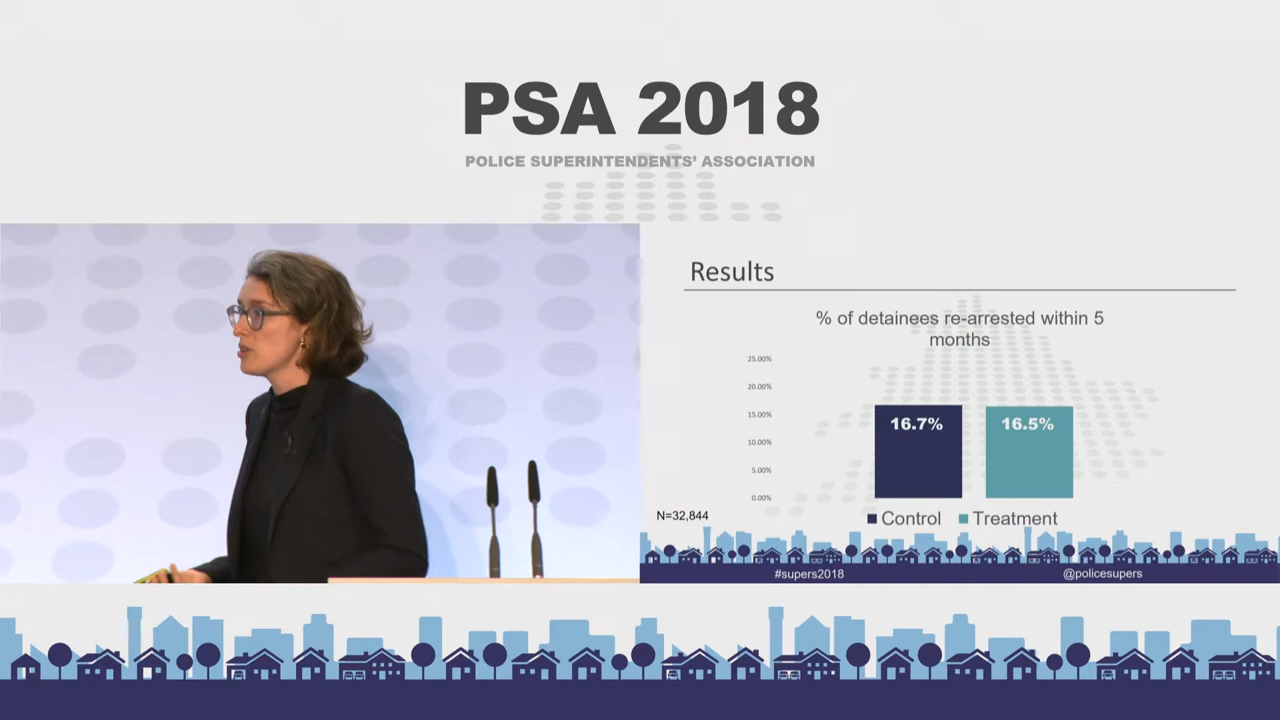 PSA 2018
POLICE SUPERINTENDENTS' ASSOCIATION
Results
% of detainees re-arrested within 5
months
25.00%
20.00%
15.00%
10.00%
5.00%
0.00%
16.7%
16.5%
N=32,844
Control
Treatment
#supers2018
@policesupers